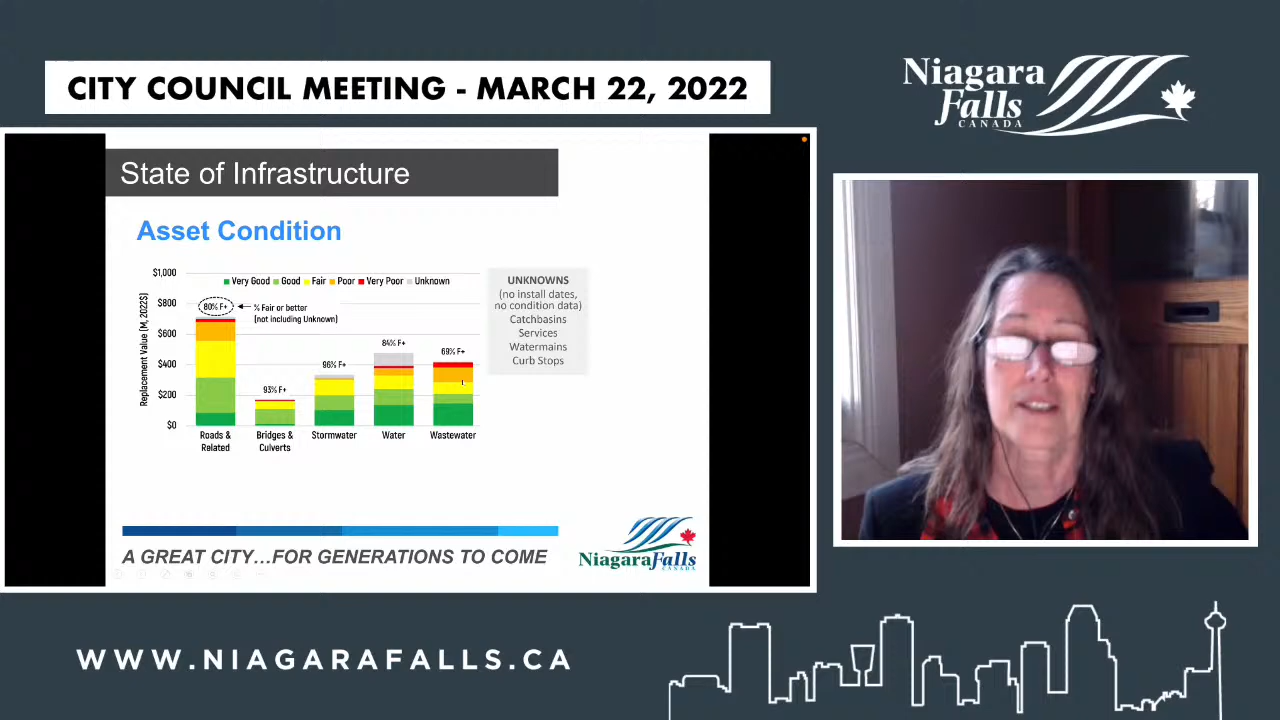 CITY COUNCIL MEETING - MARCH 22, 2022
Niagara
Falls
CANADA
State of Infrastructure
Asset Condition
$1,000
$800
$600
$400
$200
$0
Replacement Value (M, 2022$)
Very Good Good Fair Poor Very Poor Unknown
80% F+
% Fair or better
(not including Unknown)
93% F+
96% F+
84% F+
69% F+
Roads &
Related
Bridges &
Culverts
Stormwater
Water
Wastewater
UNKNOWNS
(no install dates,
no condition data)
Catchbasins
Services
Watermains
Curb Stops
A GREAT CITY...FOR GENERATIONS TO COME
NiagaraFalls
CANADA
WWW.NIAGARAFALLS.CA